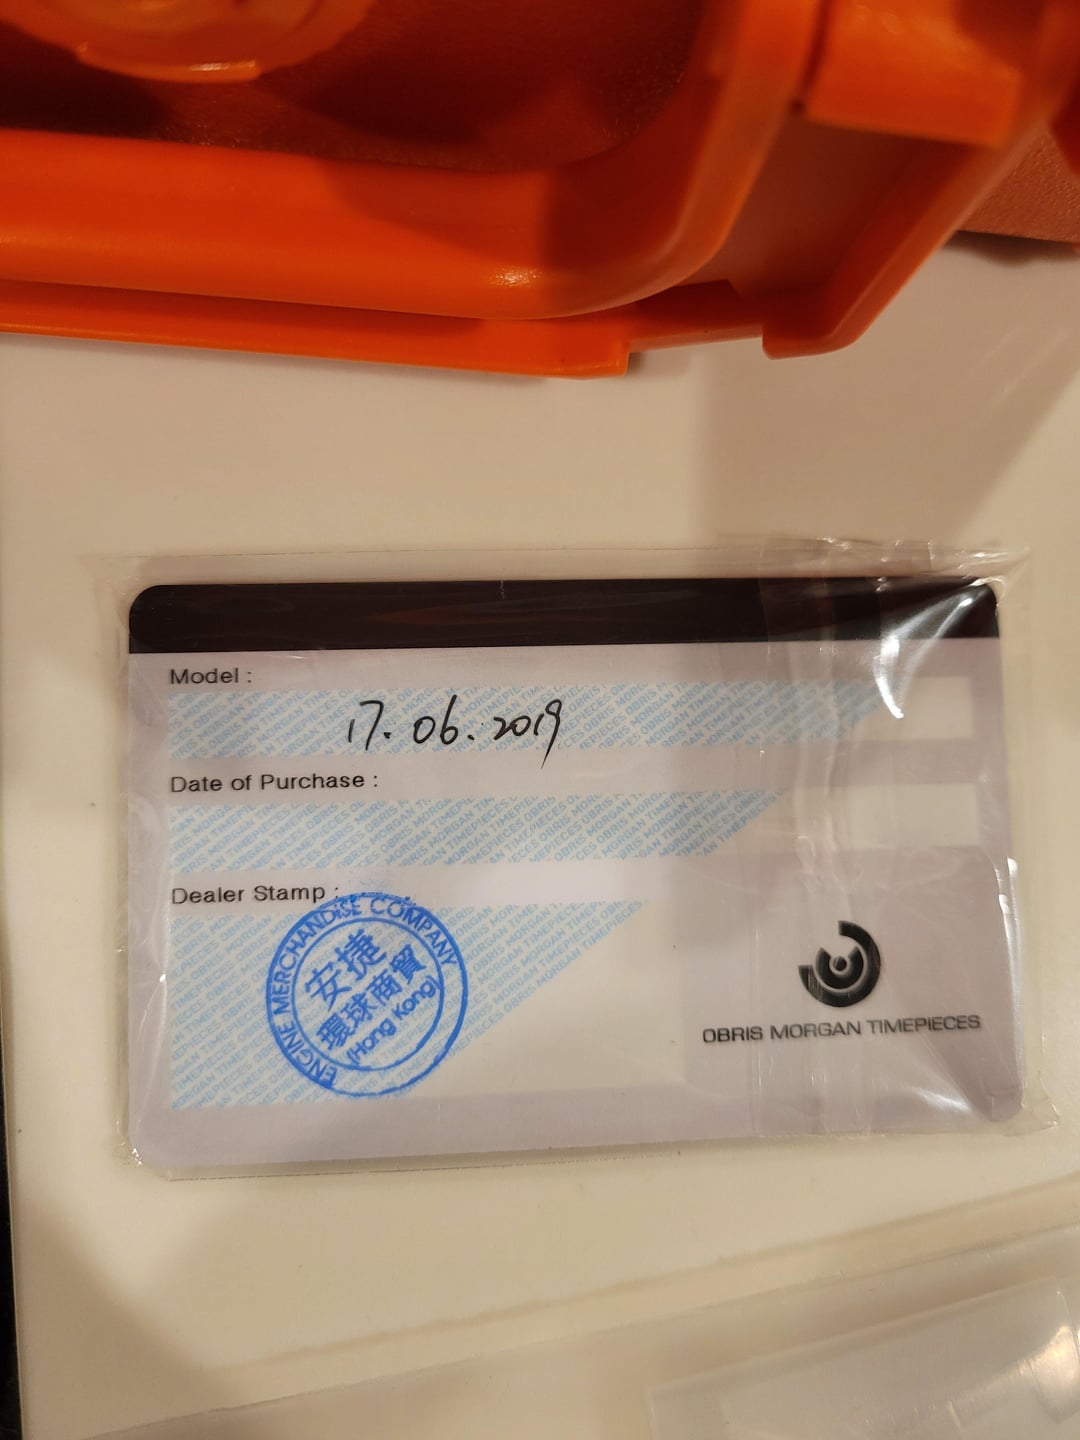 Model :
17.06.2019
Date of Purchase :
Dealer Stamp :
ENGINE MERCHANDISE COMPANY
安捷
環球商貿
(Hong Kong)
OBRIS MORGAN TIMEPIECES